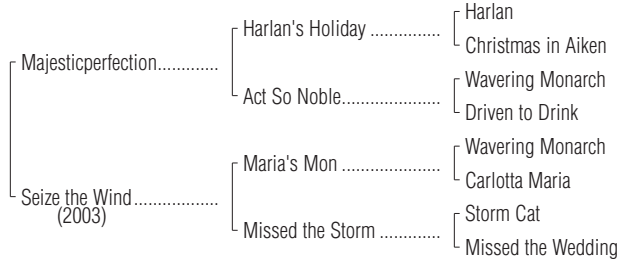 Harlan
Harlan's Holiday ................
Christmas in Aiken
Majesticperfection.............
Wavering Monarch
Act So Noble......................
Driven to Drink
Wavering Monarch
Maria's Mon ......................
Carlotta Maria
Seize the Wind..................
(2003)
Storm Cat
Missed the Storm ..............
Missed the Wedding